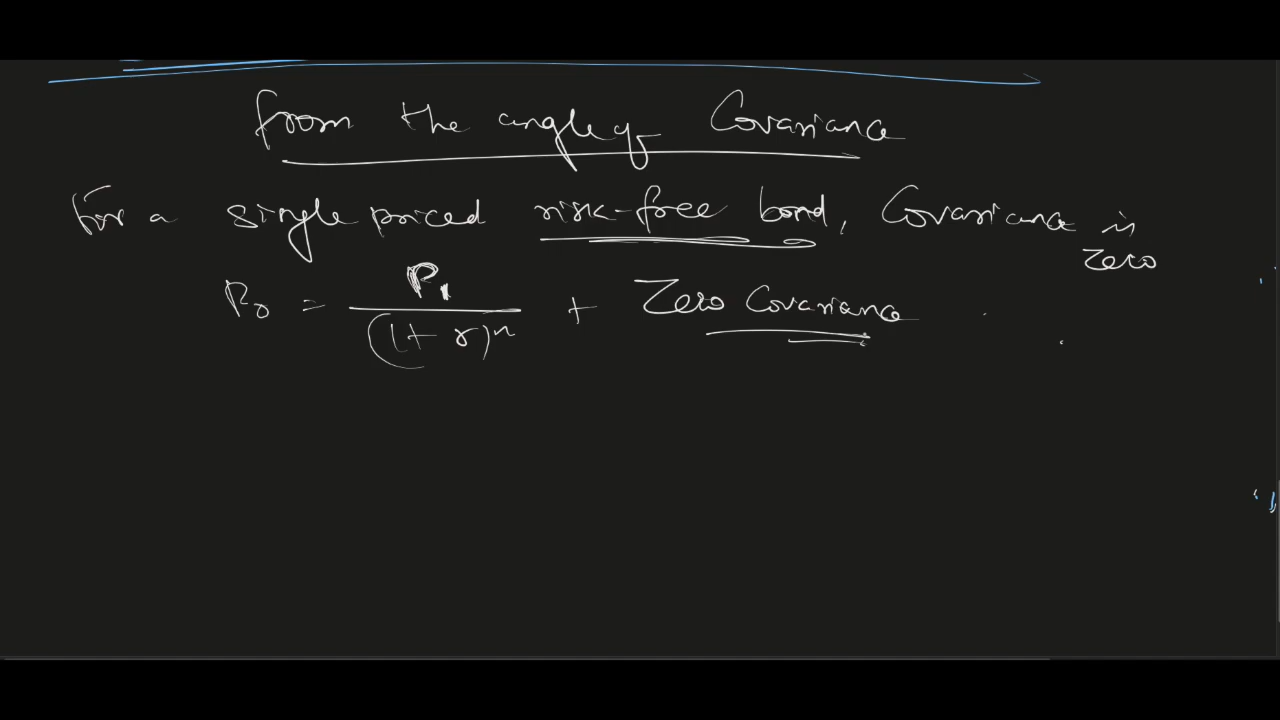 from the angle of Covariance
For a single priced risk-free bond, Covariance is zero
P0 = P1 / (1+r)^n + Zero Covariance